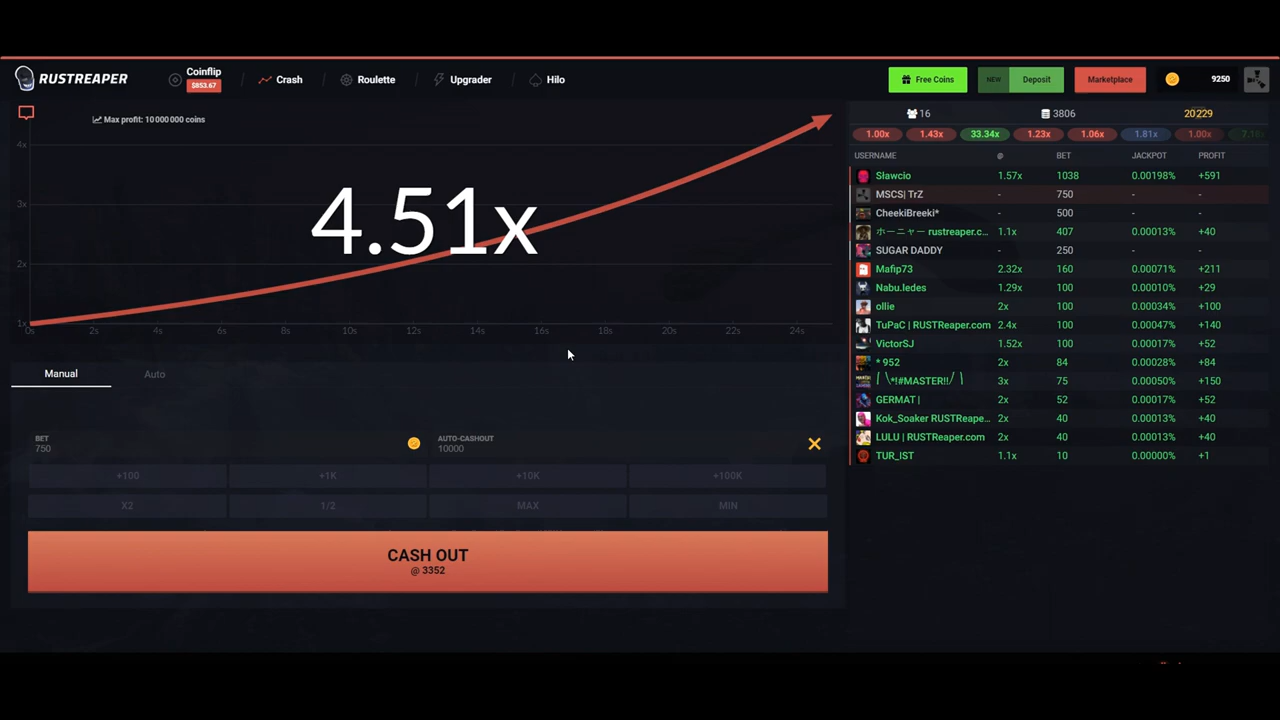 RUSTREAPER
Coinflip
$853.67
Crash
Roulette
Upgrader
Hilo
Free Coins
NEW
Deposit
Marketplace
9250
Max profit: 10 000 000 coins
4x
3x
2x
1x
4.51x
0s 2s 4s 6s 8s 10s 12s 14s 16s 18s 20s 22s 24s
Manual
Auto
BET
750
AUTO-CASHOUT
10000
+100 +1K +10K +100K
X2 1/2 MAX MIN
CASH OUT
@ 3352
16 3806 20229
1.00x 1.43x 33.34x 1.23x 1.06x 1.81x 1.00x
USERNAME @ BET JACKPOT PROFIT
Sławcio 1.57x 1038 0.00198% +591
MSCS| TrZ - 750 - -
CheekiBreeki* - 500 - -
ホーニャー rustreaper.c... 1.1x 407 0.00013% +40
SUGAR DADDY - 250 - -
Mafip73 2.32x 160 0.00071% +211
Nabu.ledes 1.29x 100 0.00010% +29
ollie 2x 100 0.00034% +100
TuPaC | RUSTReaper.com 2.4x 100 0.00047% +140
VictorSJ 1.52x 100 0.00017% +52
* 952 2x 84 0.00028% +84
⎛⎝*!#MASTER!!⎠⎞ 3x 75 0.00050% +150
GERMAT | 2x 52 0.00017% +52
Kok_Soaker RUSTReape... 2x 40 0.00013% +40
LULU | RUSTReaper.com 2x 40 0.00013% +40
TUR_IST 1.1x 10 0.00000% +1